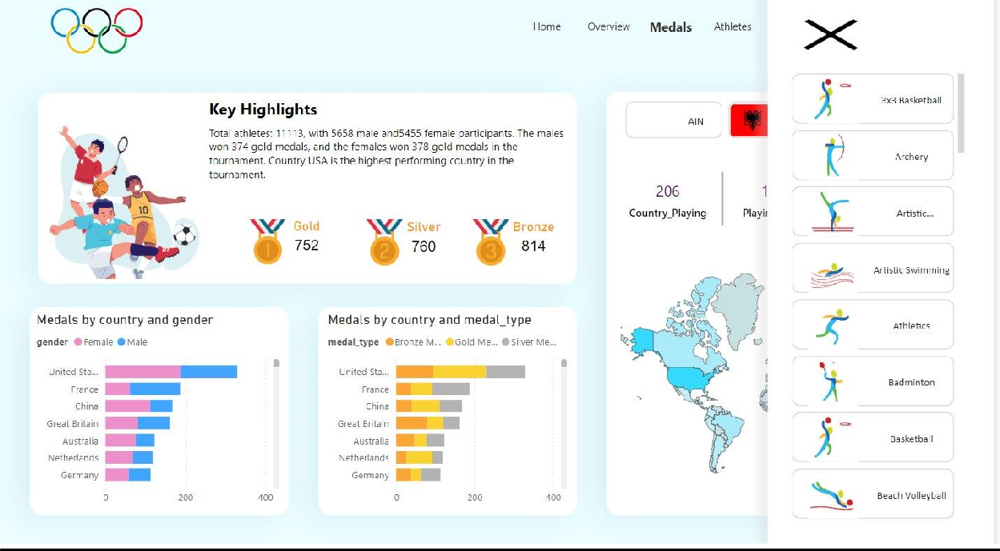 Home Overview Medals Athletes
Key Highlights
Total athletes: 11113, with 5658 male and5455 female participants. The males
won 374 gold medals, and the females won 378 gold medals in the
tournament. Country USA is the highest performing country in the
tournament.
10
1 Gold
752
2 Silver
760
3 Bronze
814
AIN
206
Country_Playing
1
Playin
Medals by country and gender
gender Female Male
United Sta...
France
China
Great Britain
Australia
Netherlands
Germany
0 200 400
Medals by country and medal_type
medal_type Bronze M... Gold Me... Silver Me...
United Sta...
France
China
Great Britain
Australia
Netherlands
Germany
0 200 400
3x3 Basketball
Archery
Artistic...
Artistic Swimming
Athletics
Badminton
Basketball
Beach Volleyball